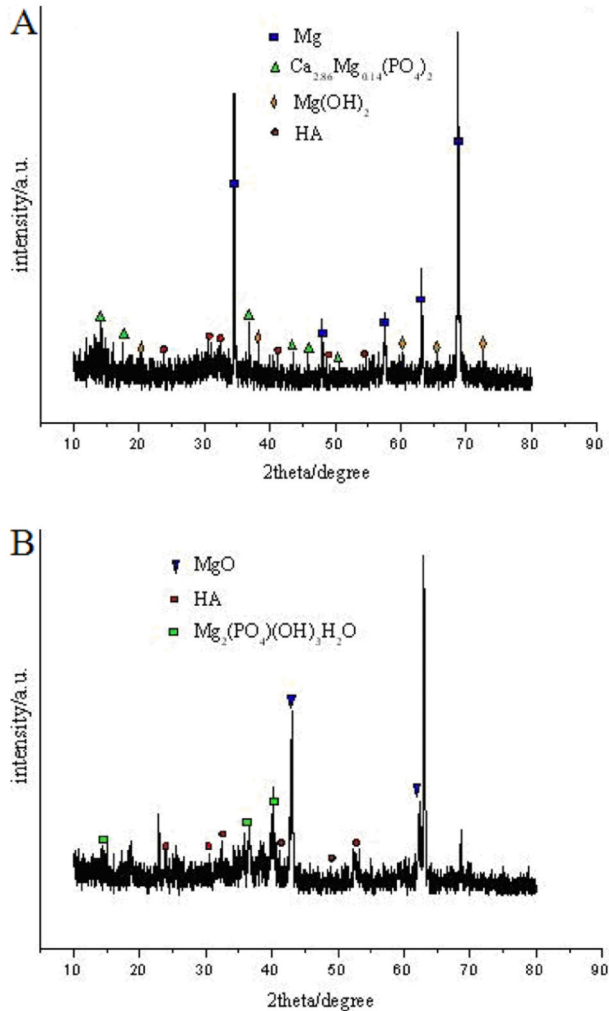 A
Mg
Ca₂.₈₆Mg₀.₁₄(PO₄)₂
Mg(OH)₂
HA
intensity/a.u.
10 20 30 40 50 60 70 80 90
2theta/degree
B
MgO
HA
Mg₂(PO₄)(OH)₃H₂O
intensity/a.u.
10 20 30 40 50 60 70 80 90
2theta/degree